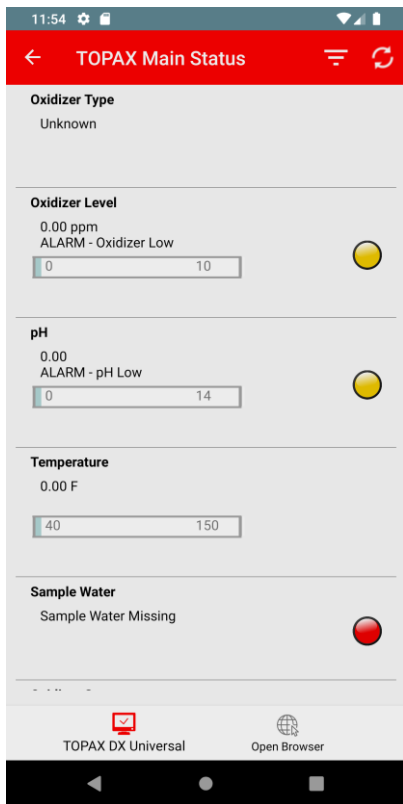 11:54
TOPAX Main Status
Oxidizer Type
Unknown
Oxidizer Level
0.00 ppm
ALARM - Oxidizer Low
0 10
pH
0.00
ALARM - pH Low
0 14
Temperature
0.00 F
40 150
Sample Water
Sample Water Missing
TOPAX DX Universal
Open Browser